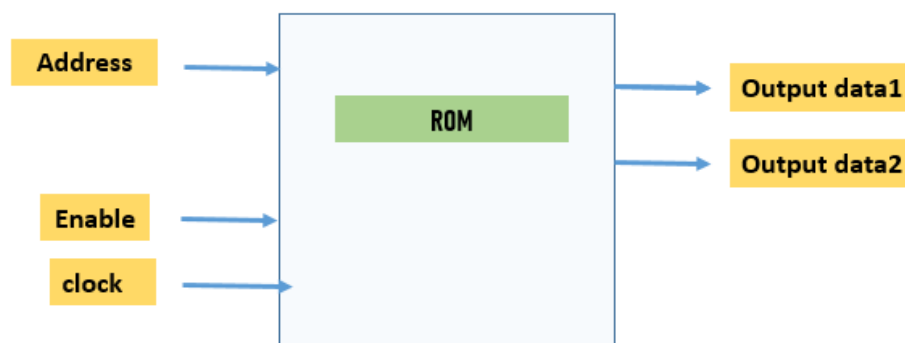 Address
ROM
Output data1
Output data2
Enable
clock